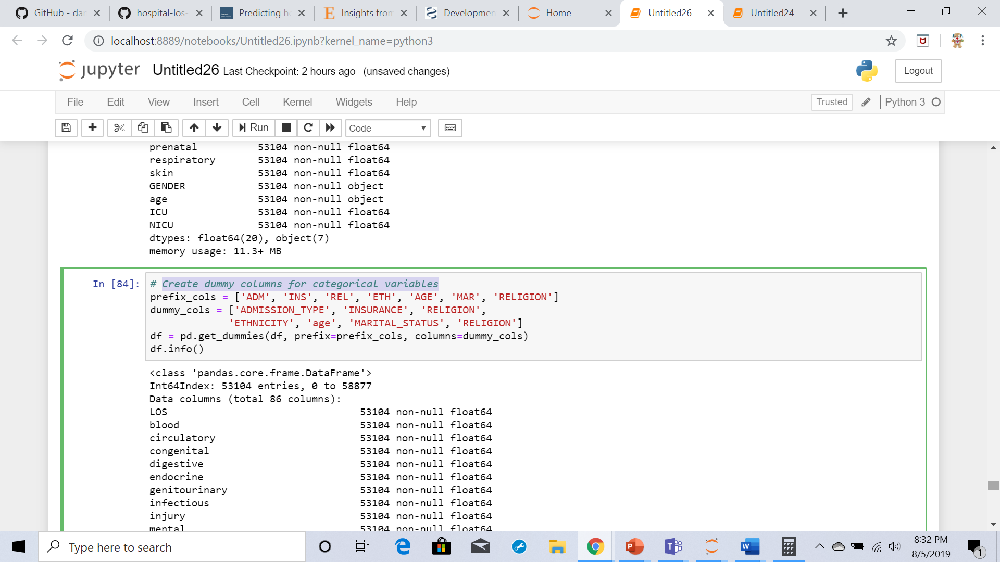 GitHub - dar
hospital-los-
Predicting ho
Insights from
Developmen
Home
Untitled26
Untitled24
localhost:8889/notebooks/Untitled26.ipynb?kernel_name=python3
jupyter Untitled26 Last Checkpoint: 2 hours ago (unsaved changes)
Logout
File Edit View Insert Cell Kernel Widgets Help
Trusted
Python 3
Run
Code
prenatal 53104 non-null float64
respiratory 53104 non-null float64
skin 53104 non-null float64
GENDER 53104 non-null object
age 53104 non-null object
ICU 53104 non-null float64
NICU 53104 non-null float64
dtypes: float64(20), object(7)
memory usage: 11.3+ MB
In [84]:
# Create dummy columns for categorical variables
prefix_cols = ['ADM', 'INS', 'REL', 'ETH', 'AGE', 'MAR', 'RELIGION']
dummy_cols = ['ADMISSION_TYPE', 'INSURANCE', 'RELIGION',
'ETHNICITY', 'age', 'MARITAL_STATUS', 'RELIGION']
df = pd.get_dummies(df, prefix=prefix_cols, columns=dummy_cols)
df.info()
<class 'pandas.core.frame.DataFrame'>
Int64Index: 53104 entries, 0 to 58877
Data columns (total 86 columns):
LOS 53104 non-null float64
blood 53104 non-null float64
circulatory 53104 non-null float64
congenital 53104 non-null float64
digestive 53104 non-null float64
endocrine 53104 non-null float64
genitourinary 53104 non-null float64
infectious 53104 non-null float64
injury 53104 non-null float64
mental 53104 non-null float64
Type here to search
8:32 PM
8/5/2019
1